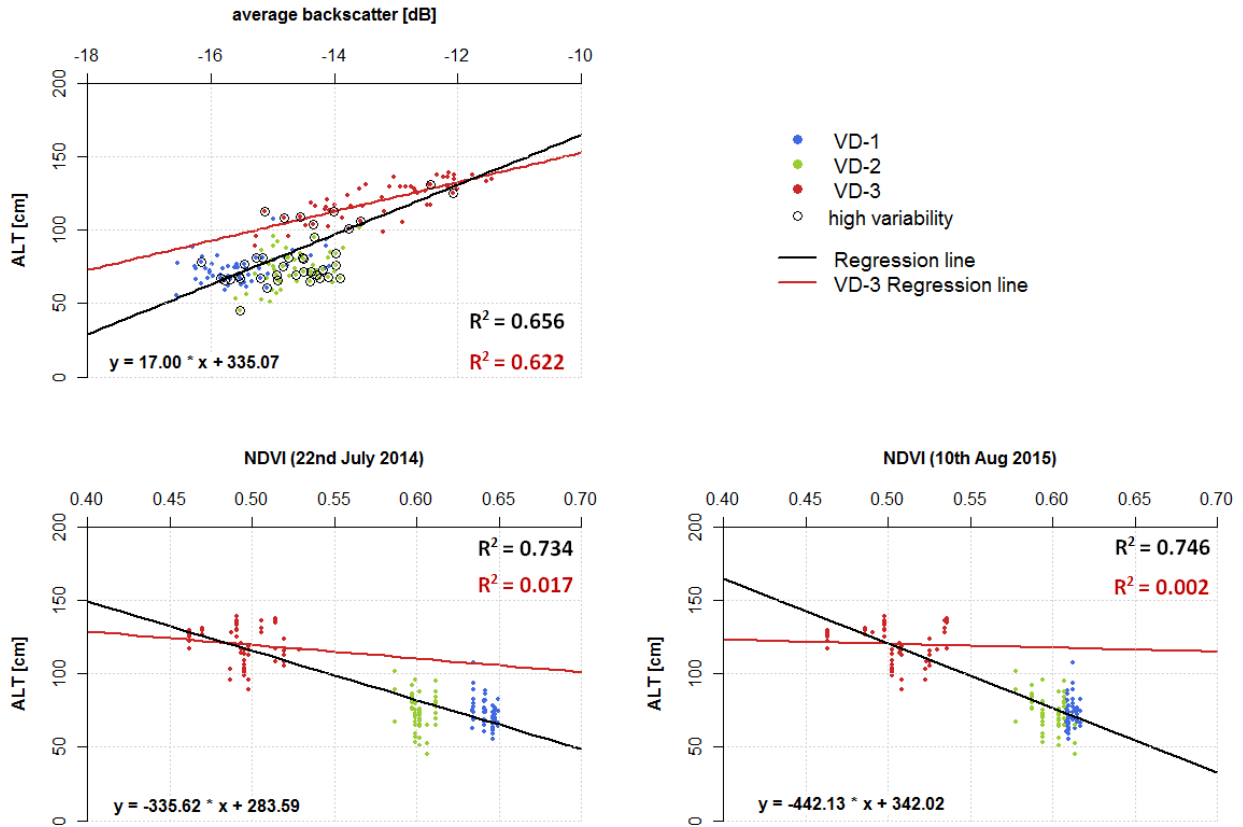 average backscatter [dB]
-18 -16 -14 -12 -10
200
150
100
50
0
ALT [cm]
R² = 0.656
R² = 0.622
y = 17.00 * x + 335.07
VD-1
VD-2
VD-3
high variability
Regression line
VD-3 Regression line
NDVI (22nd July 2014)
0.40 0.45 0.50 0.55 0.60 0.65 0.70
200
150
100
50
0
ALT [cm]
R² = 0.734
R² = 0.017
y = -335.62 * x + 283.59
NDVI (10th Aug 2015)
0.40 0.45 0.50 0.55 0.60 0.65 0.70
200
150
100
50
0
ALT [cm]
R² = 0.746
R² = 0.002
y = -442.13 * x + 342.02